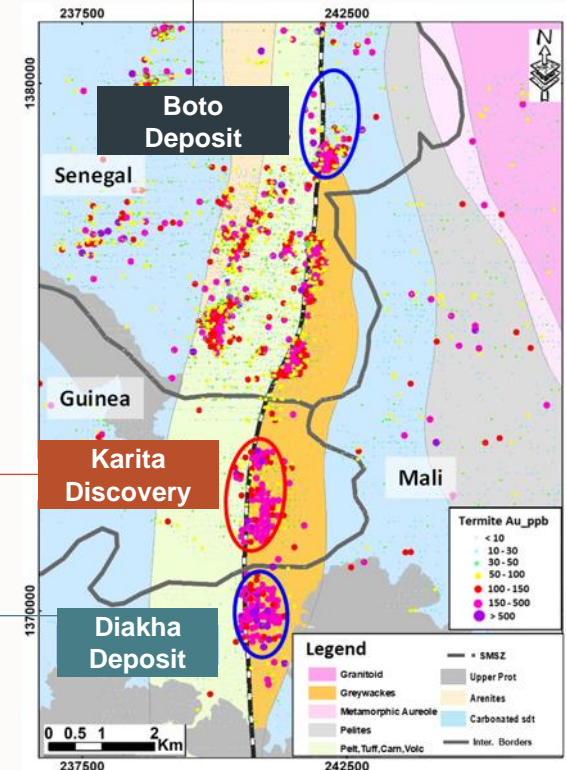 237500
242500
1380000
N
Boto
Deposit
Senegal
Guinea
Karita
Discovery
Mali
Termite Au_ppb
< 10
10 - 30
30 - 50
50 - 100
100 - 150
150 - 500
> 500
1370000
Diakha
Deposit
Legend
Granitoid
Greywackes
Metamorphic Aureole
Pelites
Pelt,Tuff,Carn,Volc
SMSZ
Upper Prot
Arenites
Carbonated sdt
Inter. Borders
0 0.5 1 2
Km
237500
242500